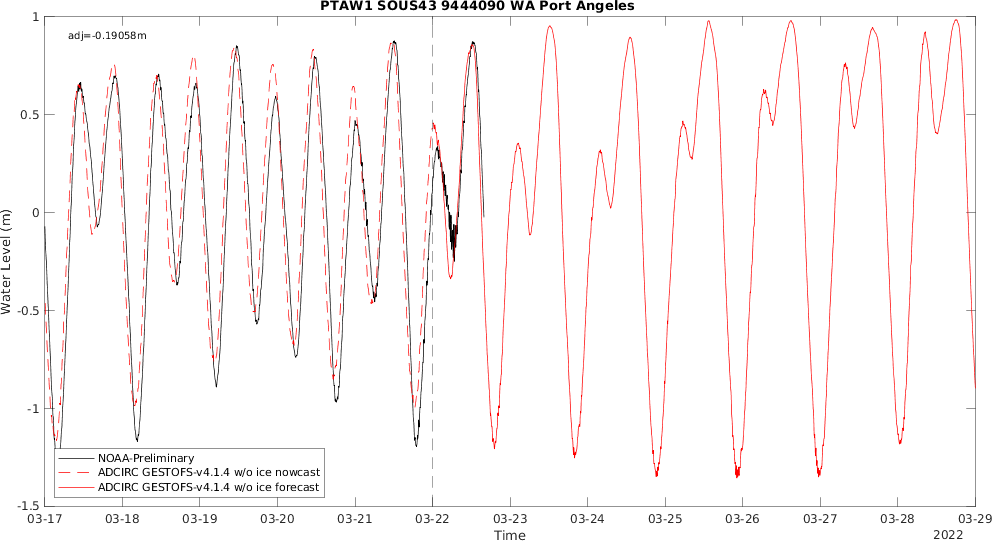 PTAW1 SOUS43 9444090 WA Port Angeles
adj=-0.19058m
1
0.5
0
-0.5
-1
-1.5
Water Level (m)
NOAA-Preliminary
ADCIRC GESTOFS-v4.1.4 w/o ice nowcast
ADCIRC GESTOFS-v4.1.4 w/o ice forecast
03-17 03-18 03-19 03-20 03-21 03-22 03-23 03-24 03-25 03-26 03-27 03-28 03-29
Time
2022